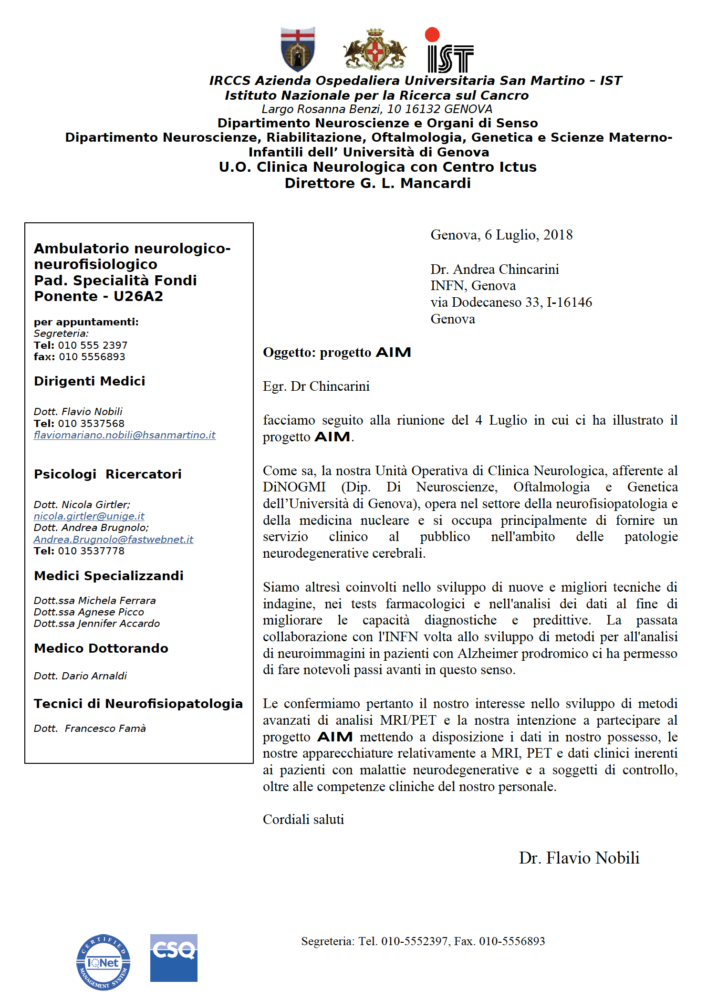 iST
IRCCS Azienda Ospedaliera Universitaria San Martino – IST
Istituto Nazionale per la Ricerca sul Cancro
Largo Rosanna Benzi, 10 16132 GENOVA
Dipartimento Neuroscienze e Organi di Senso
Dipartimento Neuroscienze, Riabilitazione, Oftalmologia, Genetica e Scienze Materno-
Infantili dell’ Università di Genova
U.O. Clinica Neurologica con Centro Ictus
Direttore G. L. Mancardi
Ambulatorio neurologico-
neurofisiologico
Pad. Specialità Fondi
Ponente - U26A2
per appuntamenti:
Segreteria:
Tel: 010 555 2397
fax: 010 5556893
Dirigenti Medici
Dott. Flavio Nobili
Tel: 010 3537568
flaviomariano.nobili@hsanmartino.it
Psicologi  Ricercatori
Dott. Nicola Girtler;
nicola.girtler@unige.it
Dott. Andrea Brugnolo;
Andrea.Brugnolo@fastwebnet.it
Tel: 010 3537778
Medici Specializzandi
Dott.ssa Michela Ferrara
Dott.ssa Agnese Picco
Dott.ssa Jennifer Accardo
Medico Dottorando
Dott. Dario Arnaldi
Tecnici di Neurofisiopatologia
Dott.  Francesco Famà
Genova, 6 Luglio, 2018
Dr. Andrea Chincarini
INFN, Genova
via Dodecaneso 33, I-16146
Genova
Oggetto: progetto AIM
Egr. Dr Chincarini
facciamo seguito alla riunione del 4 Luglio in cui ci ha illustrato il
progetto AIM.
Come sa, la nostra Unità Operativa di Clinica Neurologica, afferente al
DiNOGMI (Dip. Di Neuroscienze, Oftalmologia e Genetica
dell’Università di Genova), opera nel settore della neurofisiopatologia e
della medicina nucleare e si occupa principalmente di fornire un
servizio clinico al pubblico nell'ambito delle patologie
neurodegenerative cerebrali.
Siamo altresì coinvolti nello sviluppo di nuove e migliori tecniche di
indagine, nei tests farmacologici e nell'analisi dei dati al fine di
migliorare le capacità diagnostiche e predittive. La passata
collaborazione con l'INFN volta allo sviluppo di metodi per all'analisi
di neuroimmagini in pazienti con Alzheimer prodromico ci ha permesso
di fare notevoli passi avanti in questo senso.
Le confermiamo pertanto il nostro interesse nello sviluppo di metodi
avanzati di analisi MRI/PET e la nostra intenzione a partecipare al
progetto AIM mettendo a disposizione i dati in nostro possesso, le
nostre apparecchiature relativamente a MRI, PET e dati clinici inerenti
ai pazienti con malattie neurodegenerative e a soggetti di controllo,
oltre alle competenze cliniche del nostro personale.
Cordiali saluti
Dr. Flavio Nobili
CERTIFIED
IQNet
MANAGEMENT SYSTEM
CSQ
Segreteria: Tel. 010-5552397, Fax. 010-5556893